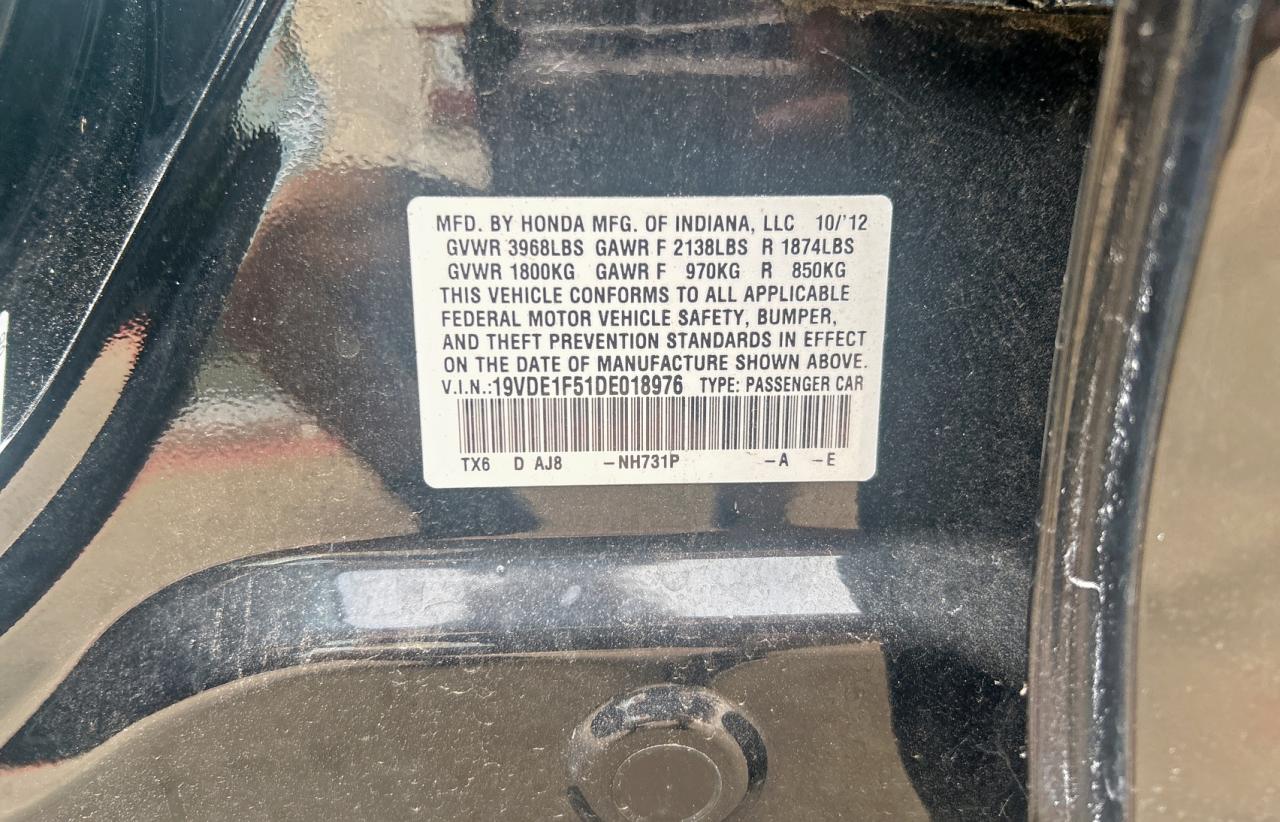 MFD. BY HONDA MFG. OF INDIANA, LLC 10/'12
GVWR 3968LBS GAWR F 2138LBS R 1874LBS
GVWR 1800KG GAWR F 970KG R 850KG
THIS VEHICLE CONFORMS TO ALL APPLICABLE
FEDERAL MOTOR VEHICLE SAFETY, BUMPER,
AND THEFT PREVENTION STANDARDS IN EFFECT
ON THE DATE OF MANUFACTURE SHOWN ABOVE.
V.I.N.:19VDE1F51DE018976 TYPE: PASSENGER CAR
TX6 D AJ8 –NH731P –A –E